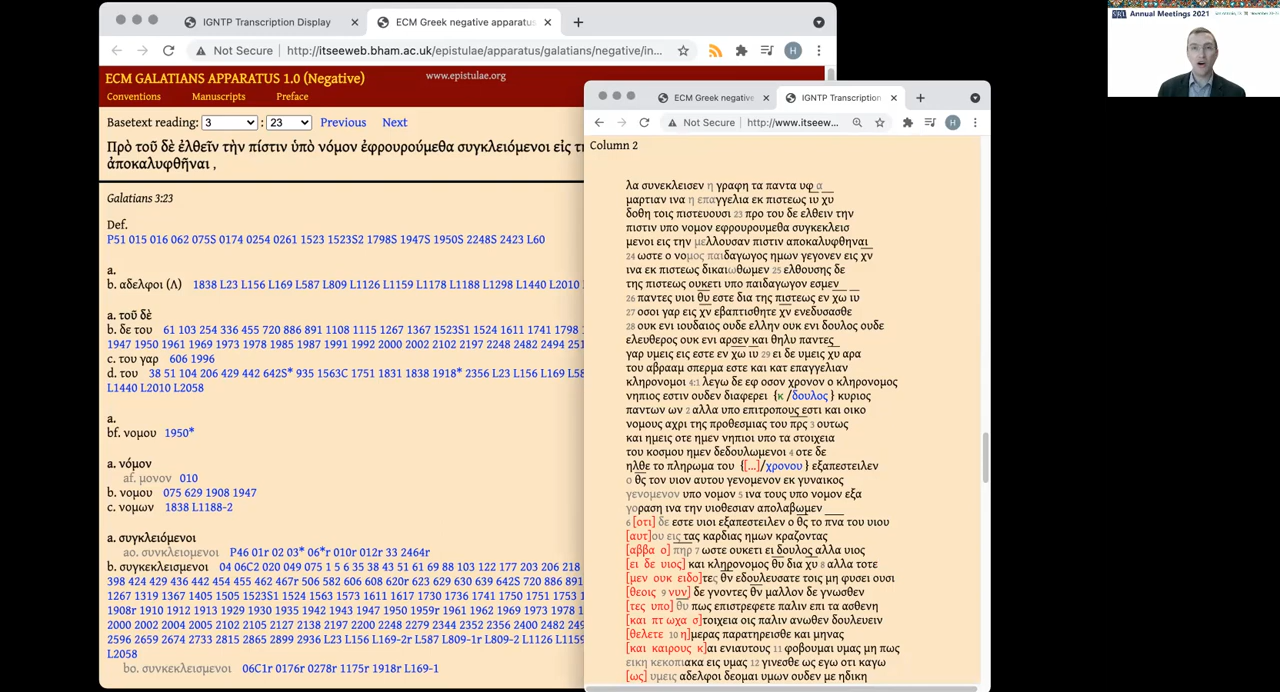 IGNTP Transcription Display
ECM Greek negative apparatus
Not Secure
http://itseeweb.bham.ac.uk/epistulae/apparatus/galatians/negative/in...
H
ECM GALATIANS APPARATUS 1.0 (Negative)
www.epistulae.org
Conventions Manuscripts Preface
Basetext reading: 3 : 23 Previous Next
Πρὸ τοῦ δὲ ἐλθεῖν τὴν πίστιν ὑπὸ νόμον ἐφρουρούμεθα συγκλειόμενοι εἰς τ
ἀποκαλυφθῆναι ,
Galatians 3:23
Def.
P51 015 016 062 075S 0174 0254 0261 1523 1523S2 1798S 1947S 1950S 2248S 2423 L60
a.
b. αδελφοι (Λ) 1838 L23 L156 L169 L587 L809 L1126 L1159 L1178 L1188 L1298 L1440 L2010
a. τοῦ δὲ
b. δε του 61 103 254 336 455 720 886 891 1108 1115 1267 1367 1523S1 1524 1611 1741 1798
1947 1950 1961 1969 1973 1978 1985 1987 1991 1992 2000 2002 2102 2197 2248 2482 2494 251
c. του γαρ 606 1996
d. του 38 51 104 206 429 442 642S* 935 1563C 1751 1831 1838 1918* 2356 L23 L156 L169 L58
L1440 L2010 L2058
a.
bf. νομου 1950*
a. νόμον
af. μονον 010
b. νομου 075 629 1908 1947
c. νομων 1838 L1188-2
a. συγκλειόμενοι
ao. συνκλειομενοι P46 01r 02 03* 06*r 010r 012r 33 2464r
b. συγκεκλεισμενοι 04 06C2 020 049 075 1 5 6 35 38 43 51 61 69 88 103 122 177 203 206 218
398 424 429 436 442 454 455 462 467r 506 582 606 608 620r 623 629 630 639 642S 720 886 891
1267 1319 1367 1405 1523S1 1524 1563 1573 1611 1617 1730 1736 1741 1750 1753
1908r 1910 1912 1913 1929 1930 1935 1942 1943 1947 1950 1959r 1961 1962 1969 1973 1978
2000 2002 2004 2102 2105 2127 2138 2197 2200 2248 2279 2344 2352 2356 2400 2482
2596 2659 2674 2733 2815 2865 2899 2936 L23 L156 L169-2r L587 L809-1r L809-2 L1126 L1159
L2058
bo. συνκεκλεισμενοι 06C1r 0176r 0278r 1175r 1918r L169-1
ECM Greek negative
IGNTP Transcription
Not Secure
http://www.itseew...
H
Column 2
λα συνεκλεισεν η γραφη τα παντα υφ α
μαρτιαν ινα η επαγγελια εκ πιστεως ιυ χυ
δοθη τοις πιστευουσι 23 προ του δε ελθειν την
πιστιν υπο νομον εφρουρουμεθα συγκεκλεισ
μενοι εις την μελλουσαν πιστιν αποκαλυφθηναι
24 ωστε ο νομος παιδαγωγος ημων γεγονεν εις χν
ινα εκ πιστεως δικαιωθωμεν 25 ελθουσης δε
της πιστεως ουκετι υπο παιδαγωγον εσμεν
26 παντες υιοι θυ εστε δια της πιστεως εν χω ιυ
27 οσοι γαρ εις χν εβαπτισθητε χν ενεδυσασθε
28 ουκ ενι ιουδαιος ουδε ελλην ουκ ενι δουλος ουδε
ελευθερος ουκ ενι αρσεν και θηλυ παντες
γαρ υμεις εις εστε εν χω ιυ 29 ει δε υμεις χυ αρα
του αβρααμ σπερμα εστε και κατ επαγγελιαν
κληρονομοι 4:1 λεγω δε εφ οσον χρονον ο κληρονομος
νηπιος εστιν ουδεν διαφερει {κ /δουλος } κυριος
παντων ων 2 αλλα υπο επιτροπους εστι και οικο
νομους αχρι της προθεσμιας του πρς 3 ουτως
και ημεις οτε ημεν νηπιοι υπο τα στοιχεια
του κοσμου ημεν δεδουλωμενοι 4 οτε δε
ηλθε το πληρωμα του {[...]/χρονου } εξαπεστειλεν
ο θς τον υιον αυτου γενομενον εκ γυναικος
γενομενον υπο νομον 5 ινα τους υπο νομον εξα
γοραση ινα την υιοθεσιαν απολαβωμεν
6 [οτι] δε εστε υιοι εξαπεστειλεν ο θς το πνα του υιου
[αυτ]ου εις τας καρδιας ημων κραζοντας
[αββα ο] πηρ 7 ωστε ουκετι ει δουλος αλλα υιος
[ει δε υιος] και κληρονομος θυ δια χυ 8 αλλα τοτε
[μεν ουκ ειδο]τες θν εδουλευσατε τοις μη φυσει ουσι
[θεοις 9 νυν] δε γνοντες θν μαλλον δε γνωσθεν
[τες υπο] θυ πως επιστρεφετε παλιν επι τα ασθενη
[και πτ ωχα σ]τοιχεια οις παλιν ανωθεν δουλευειν
[θελετε 10 η]μερας παρατηρεισθε και μηνας
[και καιρους κ]αι ενιαυτους 11 φοβουμαι υμας μη πως
εικη κεκοπιακα εις υμας 12 γινεσθε ως εγω οτι καγω
[ως] υμεις αδελφοι δεομαι υμων ουδεν με ηδικη
Annual Meetings 2021